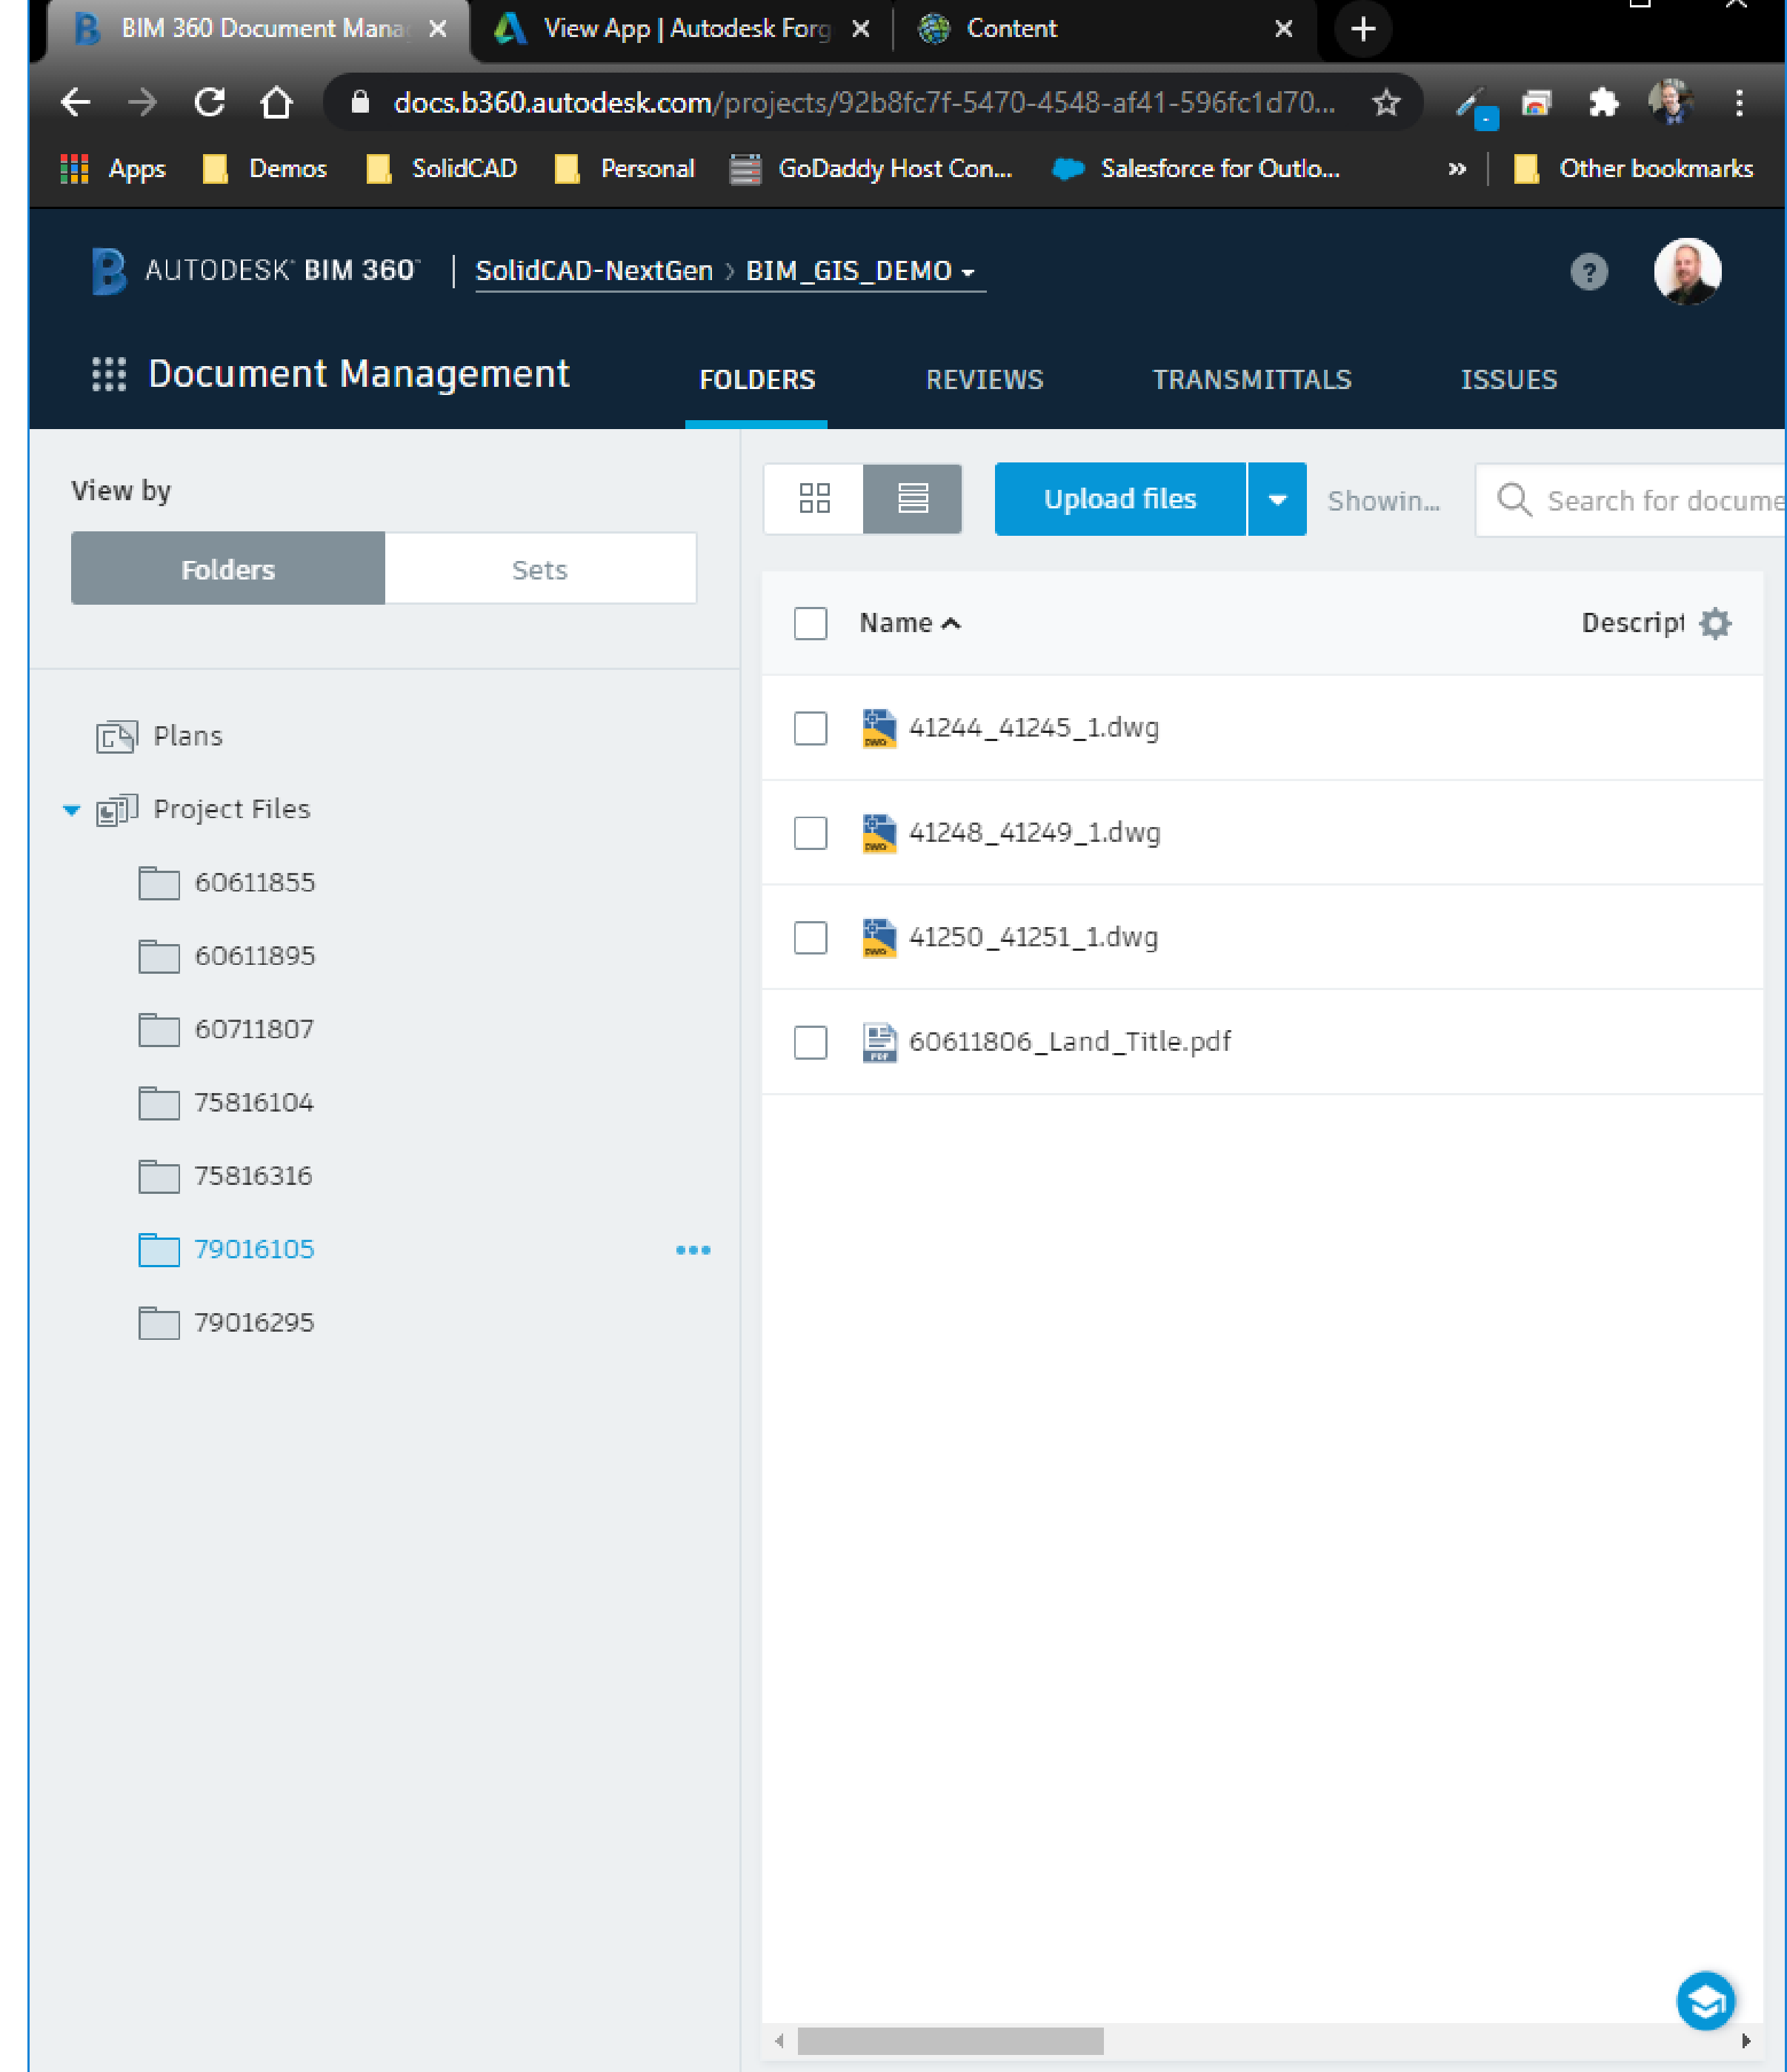 BIM 360 Document Mana
View App | Autodesk Forg
Content
docs.b360.autodesk.com/projects/92b8fc7f-5470-4548-af41-596fc1d70...
Apps
Demos
SolidCAD
Personal
GoDaddy Host Con...
Salesforce for Outlo...
»
Other bookmarks
AUTODESK® BIM 360™
SolidCAD-NextGen > BIM_GIS_DEMO
Document Management
FOLDERS
REVIEWS
TRANSMITTALS
ISSUES
View by
Folders
Sets
Upload files
Showin...
Search for docume
Plans
Project Files
60611855
60611895
60711807
75816104
75816316
79016105
79016295
Name
Descript
41244_41245_1.dwg
41248_41249_1.dwg
41250_41251_1.dwg
60611806_Land_Title.pdf